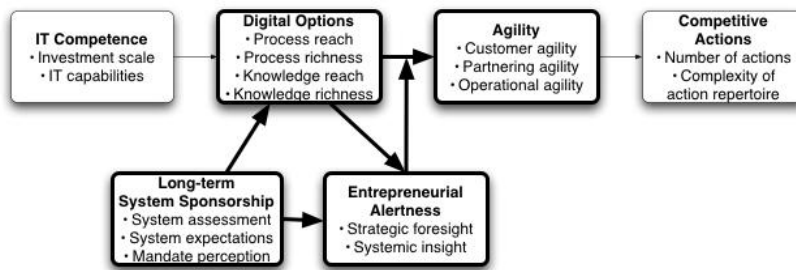 IT Competence
• Investment scale
• IT capabilities
Digital Options
• Process reach
• Process richness
• Knowledge reach
• Knowledge richness
Agility
• Customer agility
• Partnering agility
• Operational agility
Competitive
Actions
• Number of actions
• Complexity of
action repertoire
Long-term
System Sponsorship
• System assessment
• System expectations
• Mandate perception
Entrepreneurial
Alertness
• Strategic foresight
• Systemic insight